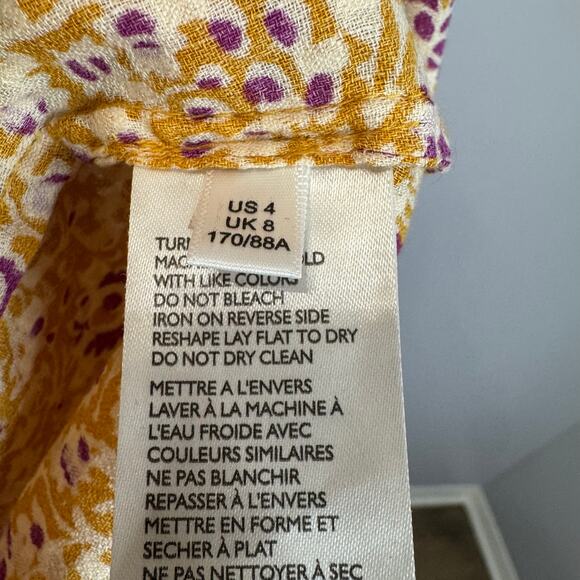 US 4
UK 8
170/88A
WITH LIKE COLORS
DO NOT BLEACH
IRON ON REVERSE SIDE
RESHAPE LAY FLAT TO DRY
DO NOT DRY CLEAN
METTRE A L'ENVERS
LAVER À LA MACHINE À
L'EAU FROIDE AVEC
COULEURS SIMILAIRES
NE PAS BLANCHIR
REPASSER À L'ENVERS
METTRE EN FORME ET
SECHER À PLAT
NE PAS NETTOYER À SEC